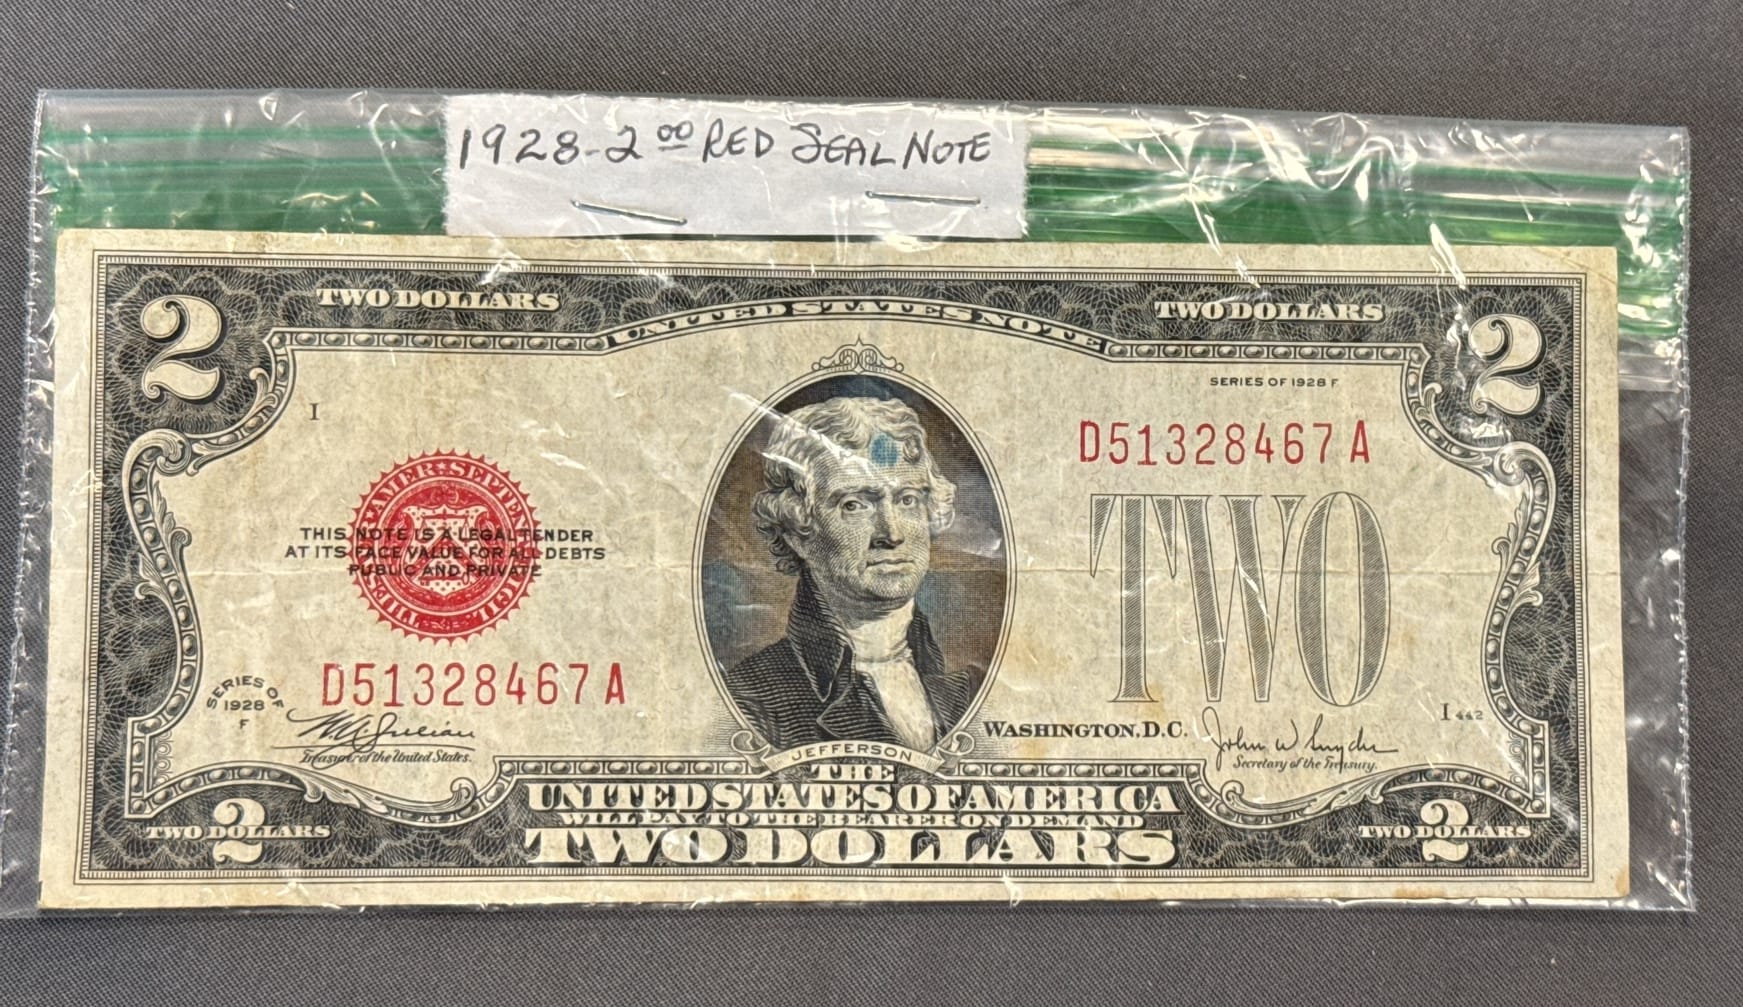 1928-2 00 RED SEAL NOTE
TWO DOLLARS
UNITED STATES NOTE
TWO DOLLARS
2
2
SERIES OF 1928 F
I
D51328467A
THIS NOTE IS A LEGAL TENDER
AT ITS FACE VALUE FOR ALL DEBTS
PUBLIC AND PRIVATE
TWO
D51328467A
SERIES OF
1928
F
Treasurer of the United States.
JEFFERSON
WASHINGTON, D.C.
I 442
John W Snyder
Secretary of the Treasury.
THE
UNITED STATES OF AMERICA
WILL PAY TO THE BEARER ON DEMAND
TWO DOLLARS
2
TWO DOLLARS
2
TWO DOLLARS